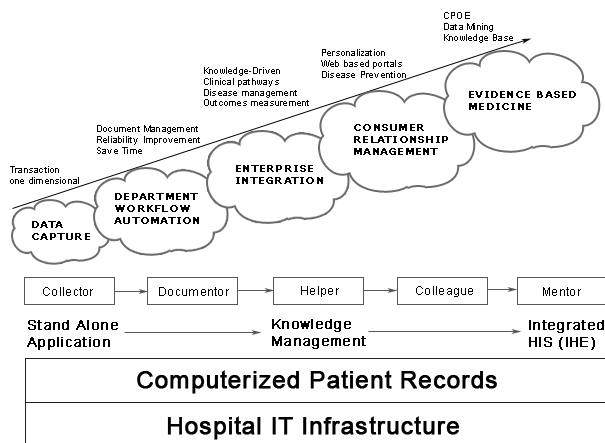 CPOE
Data Mining
Knowledge Base
Personalization
Web based portals
Disease Prevention
Knowledge-Driven
Clinical pathways
Disease management
Outcomes measurement
Document Management
Reliability Improvement
Save Time
Transaction
one dimensional
EVIDENCE BASED
MEDICINE
CONSUMER
RELATIONSHIP
MANAGEMENT
ENTERPRISE
INTEGRATION
DEPARTMENT
WORKFLOW
AUTOMATION
DATA
CAPTURE
Collector
Documentor
Helper
Colleague
Mentor
Stand Alone
Application
Knowledge
Management
Integrated
HIS (IHE)
Computerized Patient Records
Hospital IT Infrastructure